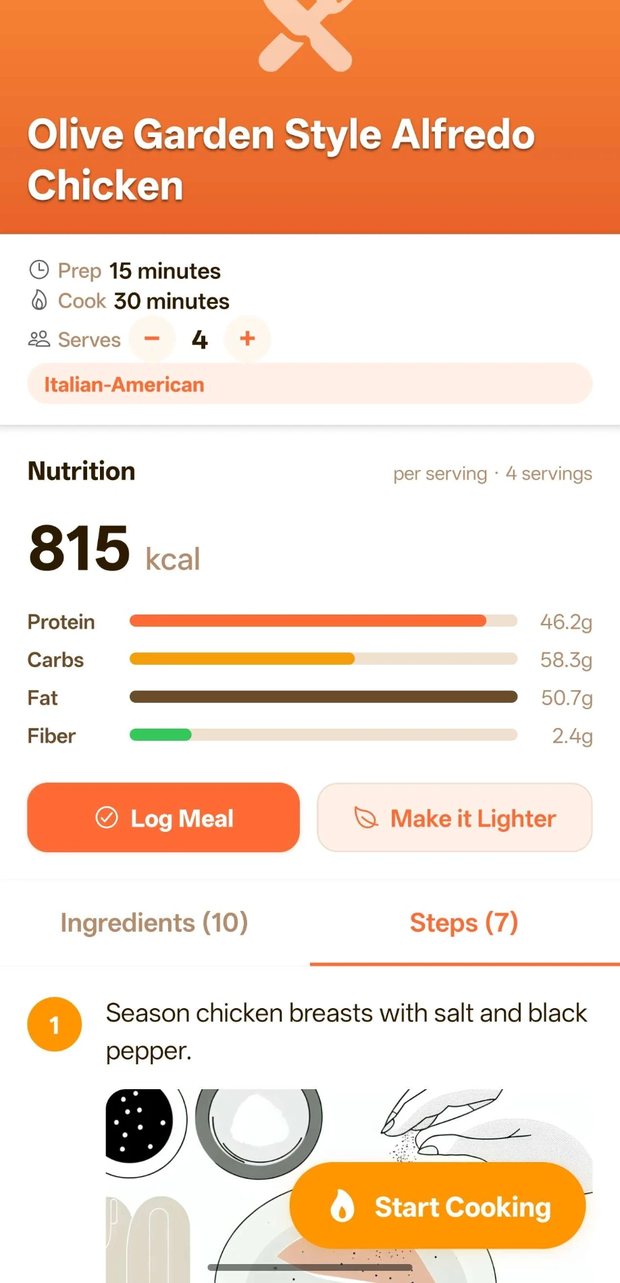 Olive Garden Style Alfredo
Chicken
Prep 15 minutes
Cook 30 minutes
Serves − 4 +
Italian-American
Nutrition
per serving · 4 servings
815 kcal
Protein 46.2g
Carbs 58.3g
Fat 50.7g
Fiber 2.4g
Log Meal
Make it Lighter
Ingredients (10)
Steps (7)
1
Season chicken breasts with salt and black
pepper.
Start Cooking